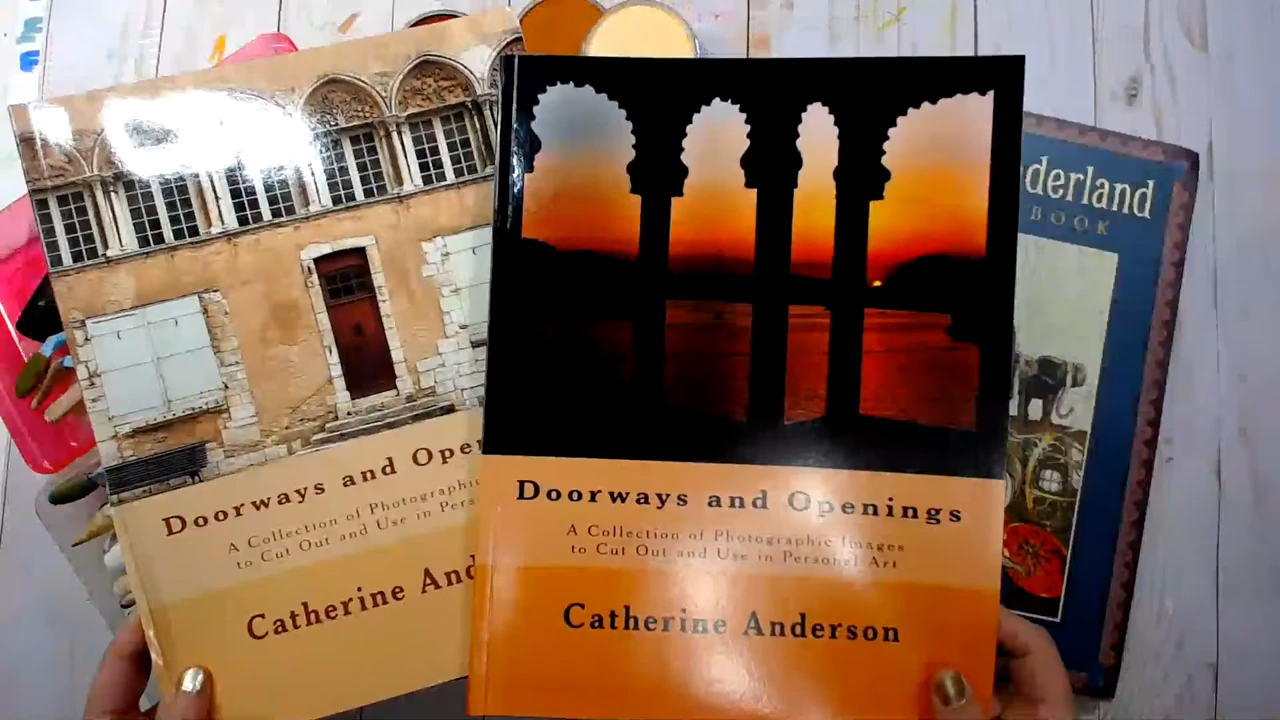 Doorways and Open
A Collection of Photographic
to Cut Out and Use in Pers
Catherine And
Doorways and Openings
A Collection of Photographic Images
to Cut Out and Use in Personal Art
Catherine Anderson
derland
BOOK